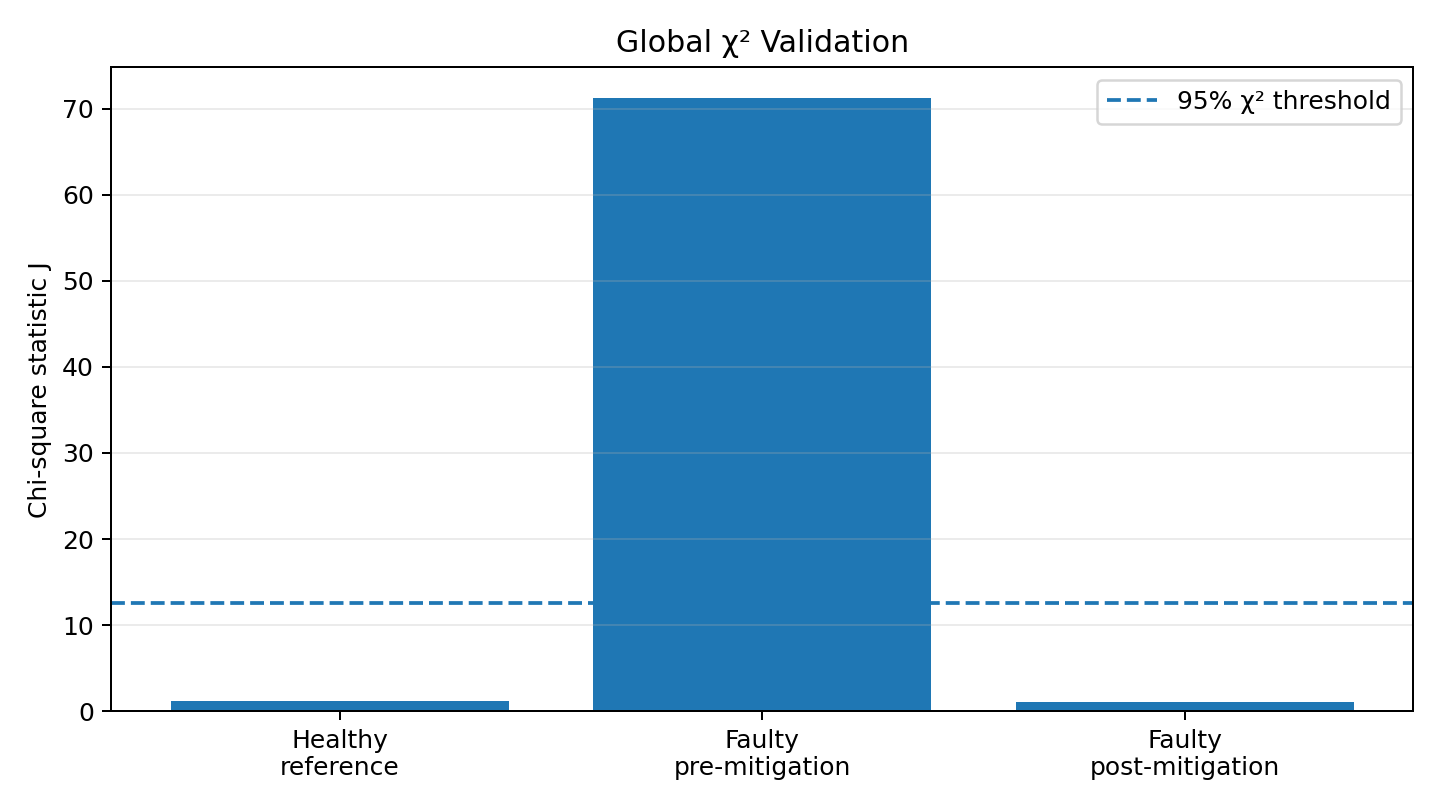 Global χ² Validation
95% χ² threshold
Chi-square statistic J
70
60
50
40
30
20
10
0
Healthy
reference
Faulty
pre-mitigation
Faulty
post-mitigation